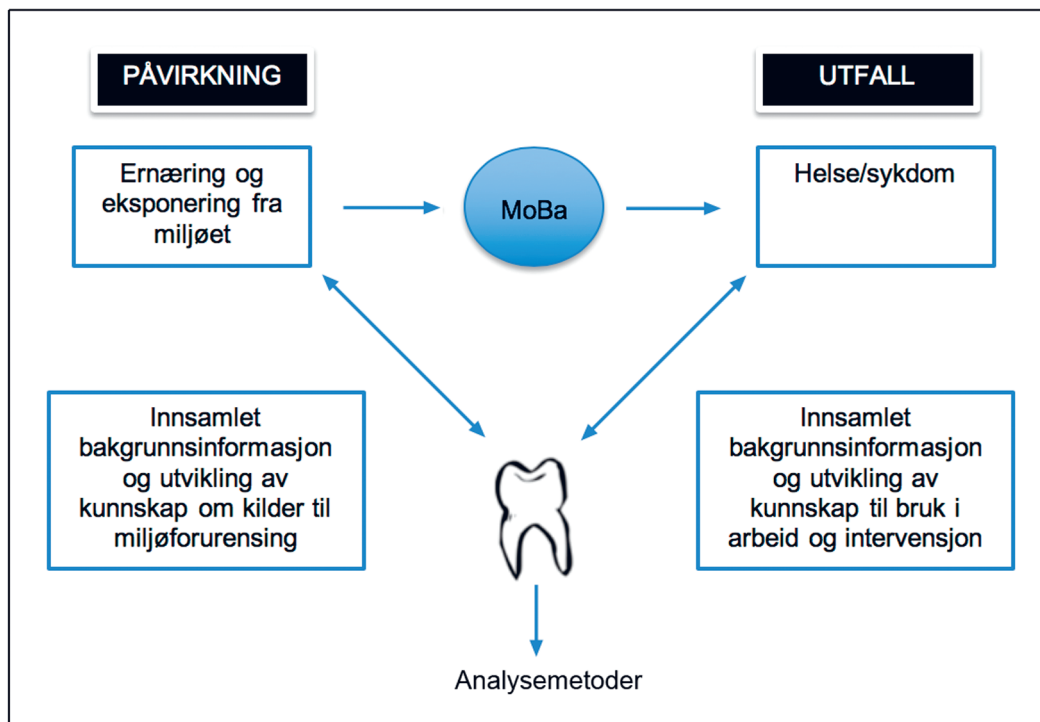 PÅVIRKNING
UTFALL
Ernæring og
eksponering fra
miljøet
MoBa
Helse/sykdom
Innsamlet
bakgrunnsinformasjon
og utvikling av
kunnskap om kilder til
miljøforurensing
Innsamlet
bakgrunnsinformasjon
og utvikling av
kunnskap til bruk i
arbeid og intervensjon
Analysemetoder